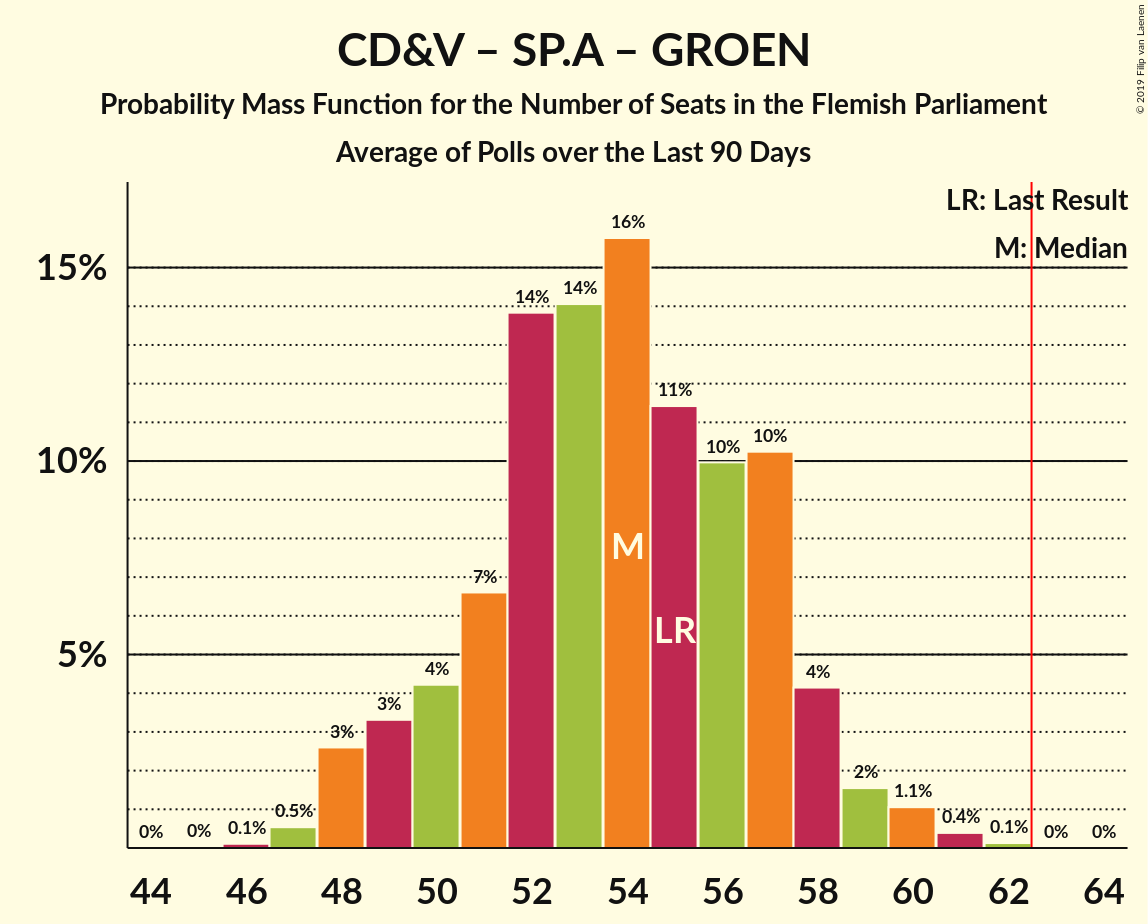 CD&V – SP.A – GROEN
Probability Mass Function for the Number of Seats in the Flemish Parliament
Average of Polls over the Last 90 Days
© 2019 Filip van Laenen
LR: Last Result
M: Median
15%
10%
5%
0%
0%
0.1%
0.5%
3%
3%
4%
7%
14%
14%
16%
11%
10%
10%
4%
2%
1.1%
0.4%
0.1%
0%
0%
M
LR
44 46 48 50 52 54 56 58 60 62 64